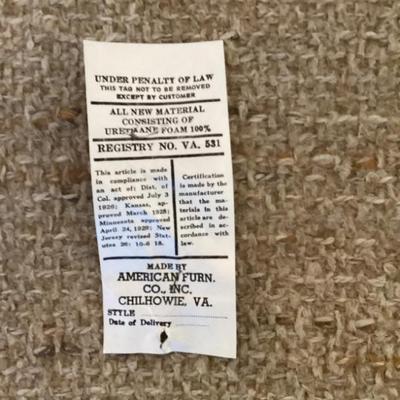 UNDER PENALTY OF LAW
THIS TAG NOT TO BE REMOVED
EXCEPT BY CUSTOMER
ALL NEW MATERIAL
CONSISTING OF
URETHANE FOAM 100%
REGISTRY NO. VA. 531
This article is made
in compliance with
an act of: Dist. of
Col. approved July 3
1926; Kansas, ap-
proved March 1928;
Minnesota approved
April 24, 1929; New
Jersey revised Stat-
utes 26: 10-6 18.
Certification
is made by the
manufacturer
that the ma-
terials in this
article are de-
scribed in ac-
cordance with
law.
MADE BY
AMERICAN FURN.
CO., INC.
CHILHOWIE, VA.
STYLE
Date of Delivery